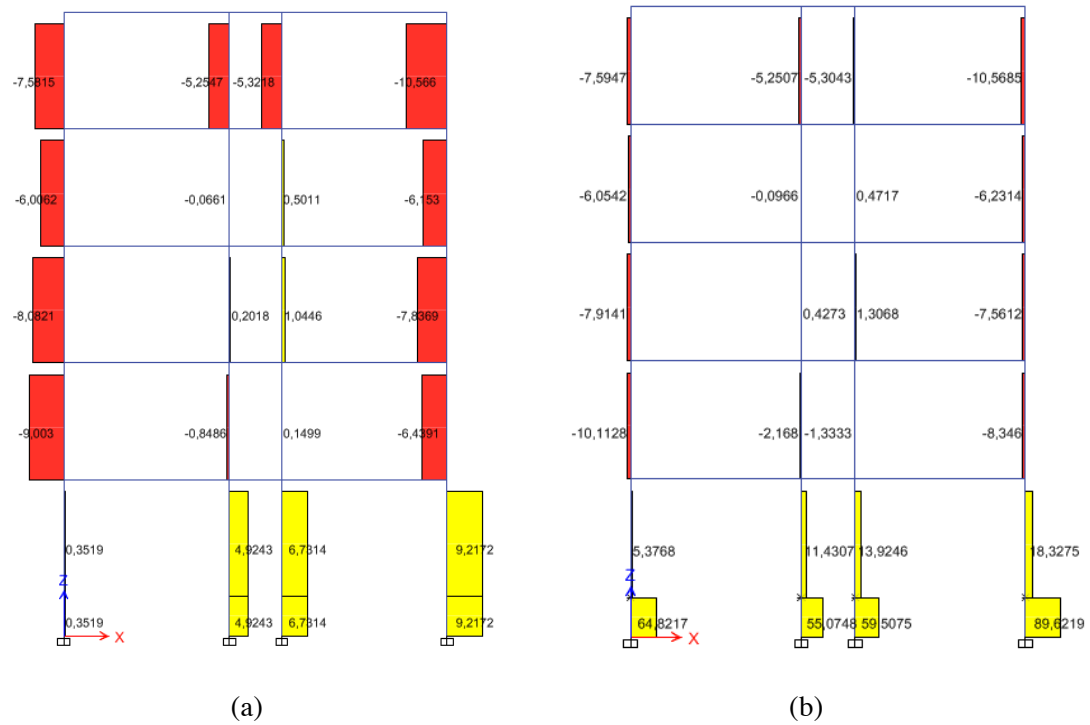 -7,5815 -5,2547 -5,3218 -10,566
-6,0062 -0,0661 0,5011 -6,153
-8,0821 0,2018 1,0446 -7,8369
-9,003 -0,8486 0,1499 -6,4391
0,3519 4,9243 6,7314 9,2172
Z
0,3519 4,9243 6,7314 9,2172
X
(a)
-7,5947 -5,2507 -5,3043 -10,5685
-6,0542 -0,0966 0,4717 -6,2314
-7,9141 0,4273 1,3068 -7,5612
-10,1128 -2,168 -1,3333 -8,346
5,3768 11,4307 13,9246 18,3275
Z
64,8217 55,0748 59,5075 89,6219
X
(b)